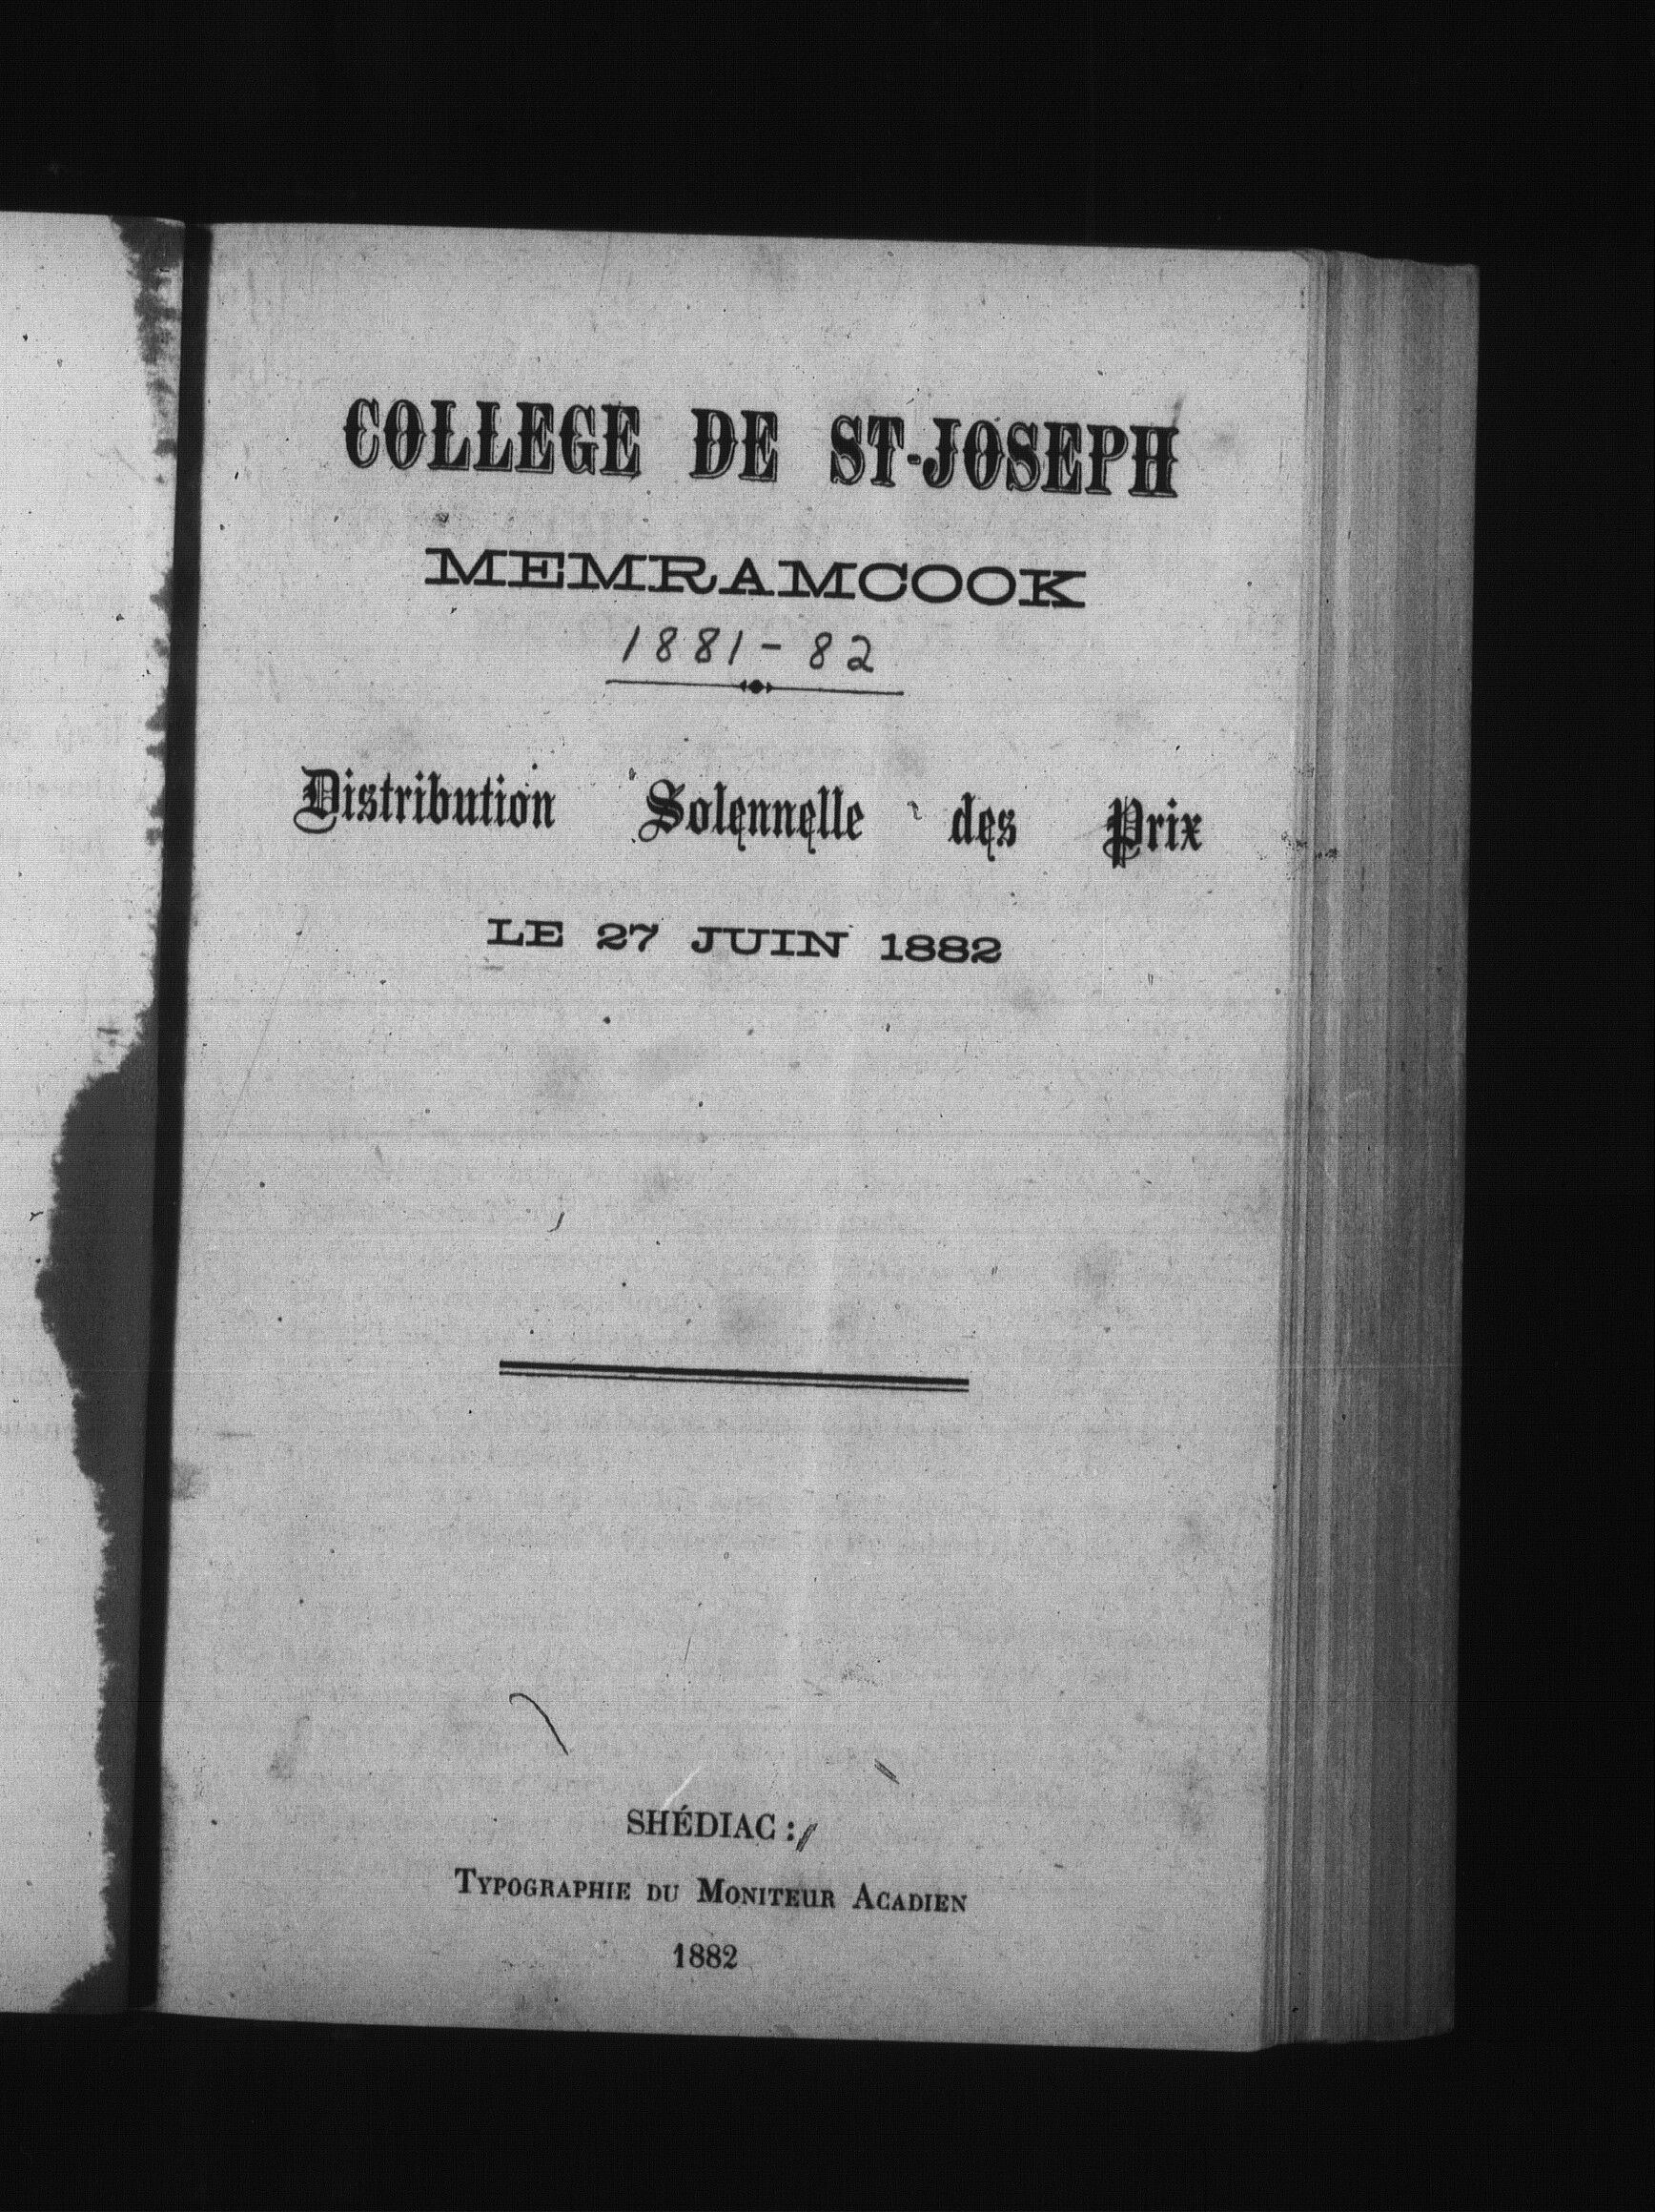 COLLEGE DE ST-JOSEPH
MEMRAMCOOK
1881-82
Distribution Solennelle des Prix
LE 27 JUIN 1882
SHÉDIAC:
TYPOGRAPHIE DU MONITEUR ACADIEN
1882